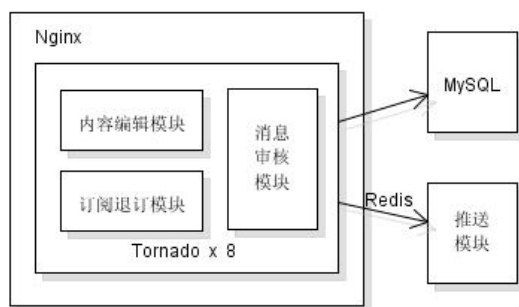 Nginx
内容编辑模块
订阅退订模块
消息
审核
模块
Tornado x 8
MySQL
Redis
推送
模块